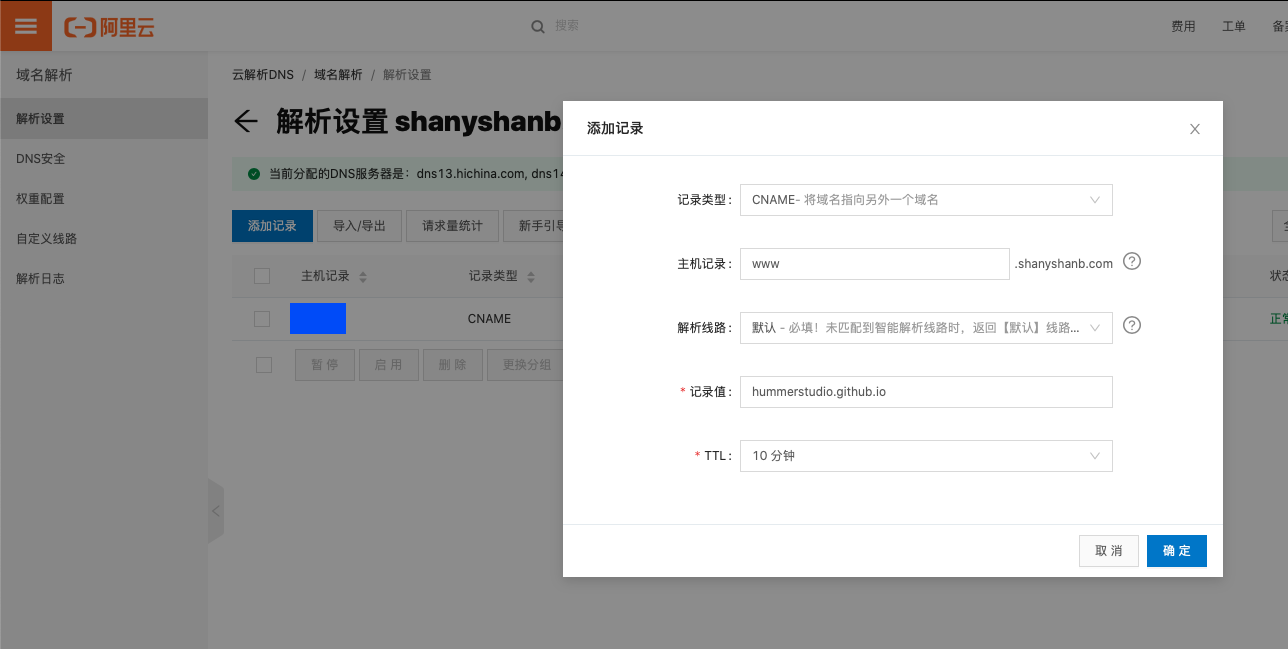 阿里云
搜索
费用 工单
域名解析
解析设置
DNS安全
权重配置
自定义线路
解析日志
云解析DNS / 域名解析 / 解析设置
解析设置 shanyshanb
当前分配的DNS服务器是：dns13.hichina.com,
添加记录 导入/导出 请求量统计
主机记录 记录类型
CNAME
暂停 启用 删除 更换分组
添加记录
记录类型: CNAME- 将域名指向另外一个域名
主机记录: www .shanyshanb.com ?
解析线路: 默认 - 必填！未匹配到智能解析线路时，返回【默认】线路... ?
* 记录值: hummerstudio.github.io
* TTL: 10 分钟
取消 确定